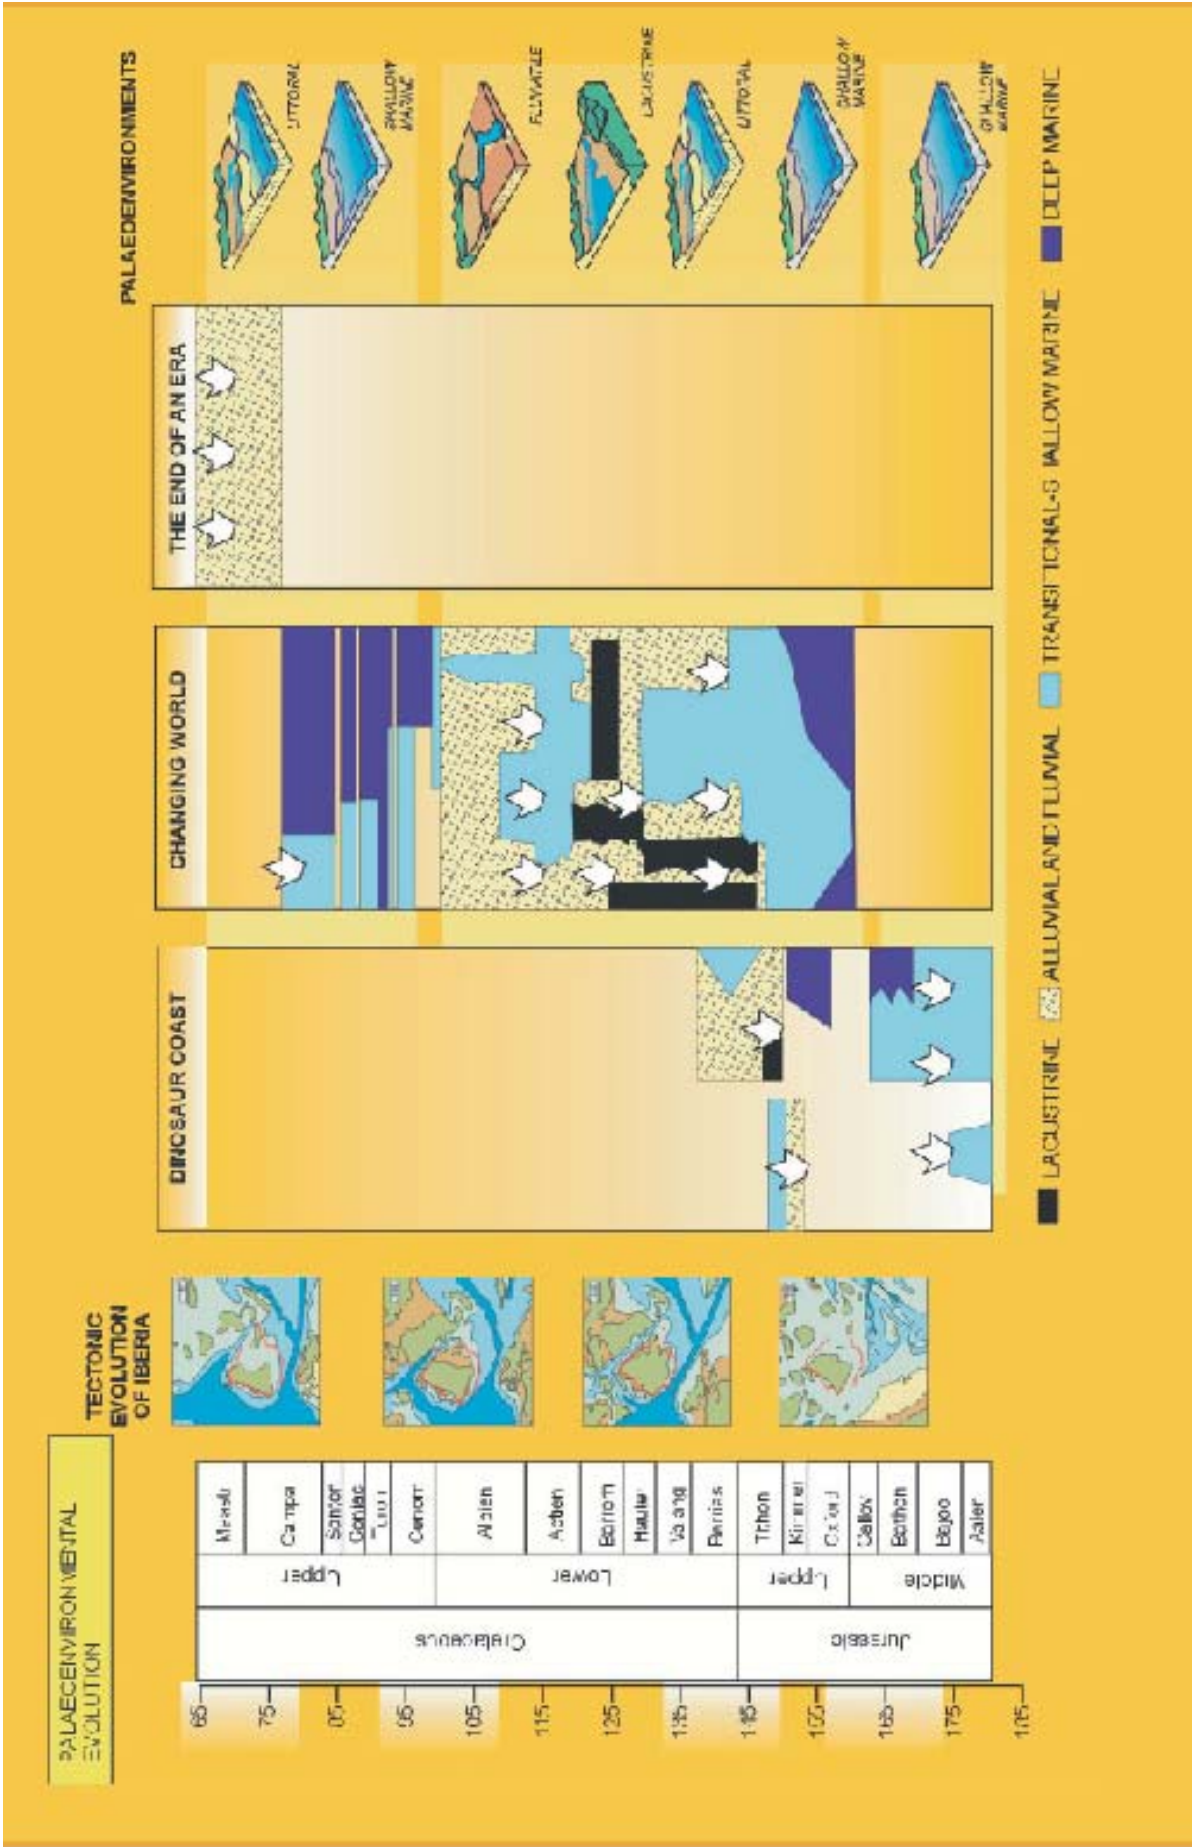 PALAEOENVIRONMENTAL
EVOLUTION
TECTONIC
EVOLUTION
OF IBERIA
DINOSAUR COAST
CHANGING WORLD
THE END OF AN ERA
PALAEOENVIRONMENTS
65
75
85
95
105
115
125
135
145
155
165
175
185
Cretaceous
Jurassic
Upper
Lower
Upper
Middle
Maastr
Campa
Santon
Coniac
Turon
Cenom
Albien
Aptien
Barrem
Hauter
Valang
Berrias
Tithon
Kimmer
Oxford
Callov
Bathon
Bajoc
Aalen
LITTORAL
SHALLOW
MARINE
FLUVIATILE
LACUSTRINE
LITTORAL
SHALLOW
MARINE
SHALLOW
MARINE
LACUSTRINE
ALLUVIAL AND FLUVIAL
TRANSITIONAL-SHALLOW MARINE
DEEP MARINE